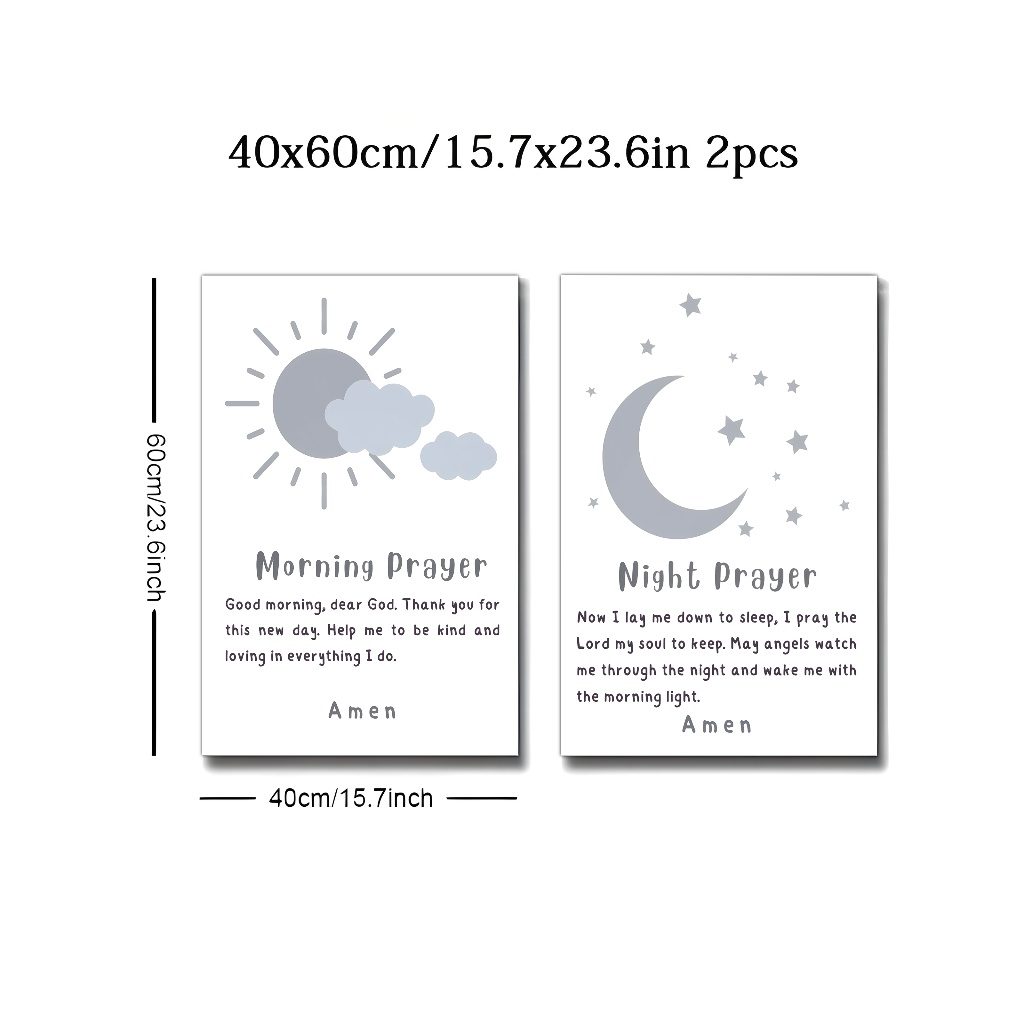 40x60cm/15.7x23.6in 2pcs
60cm/23.6inch
Morning Prayer
Good morning, dear God. Thank you for
this new day. Help me to be kind and
loving in everything I do.
Amen
Night Prayer
Now I lay me down to sleep, I pray the
Lord my soul to keep. May angels watch
me through the night and wake me with
the morning light.
Amen
40cm/15.7inch